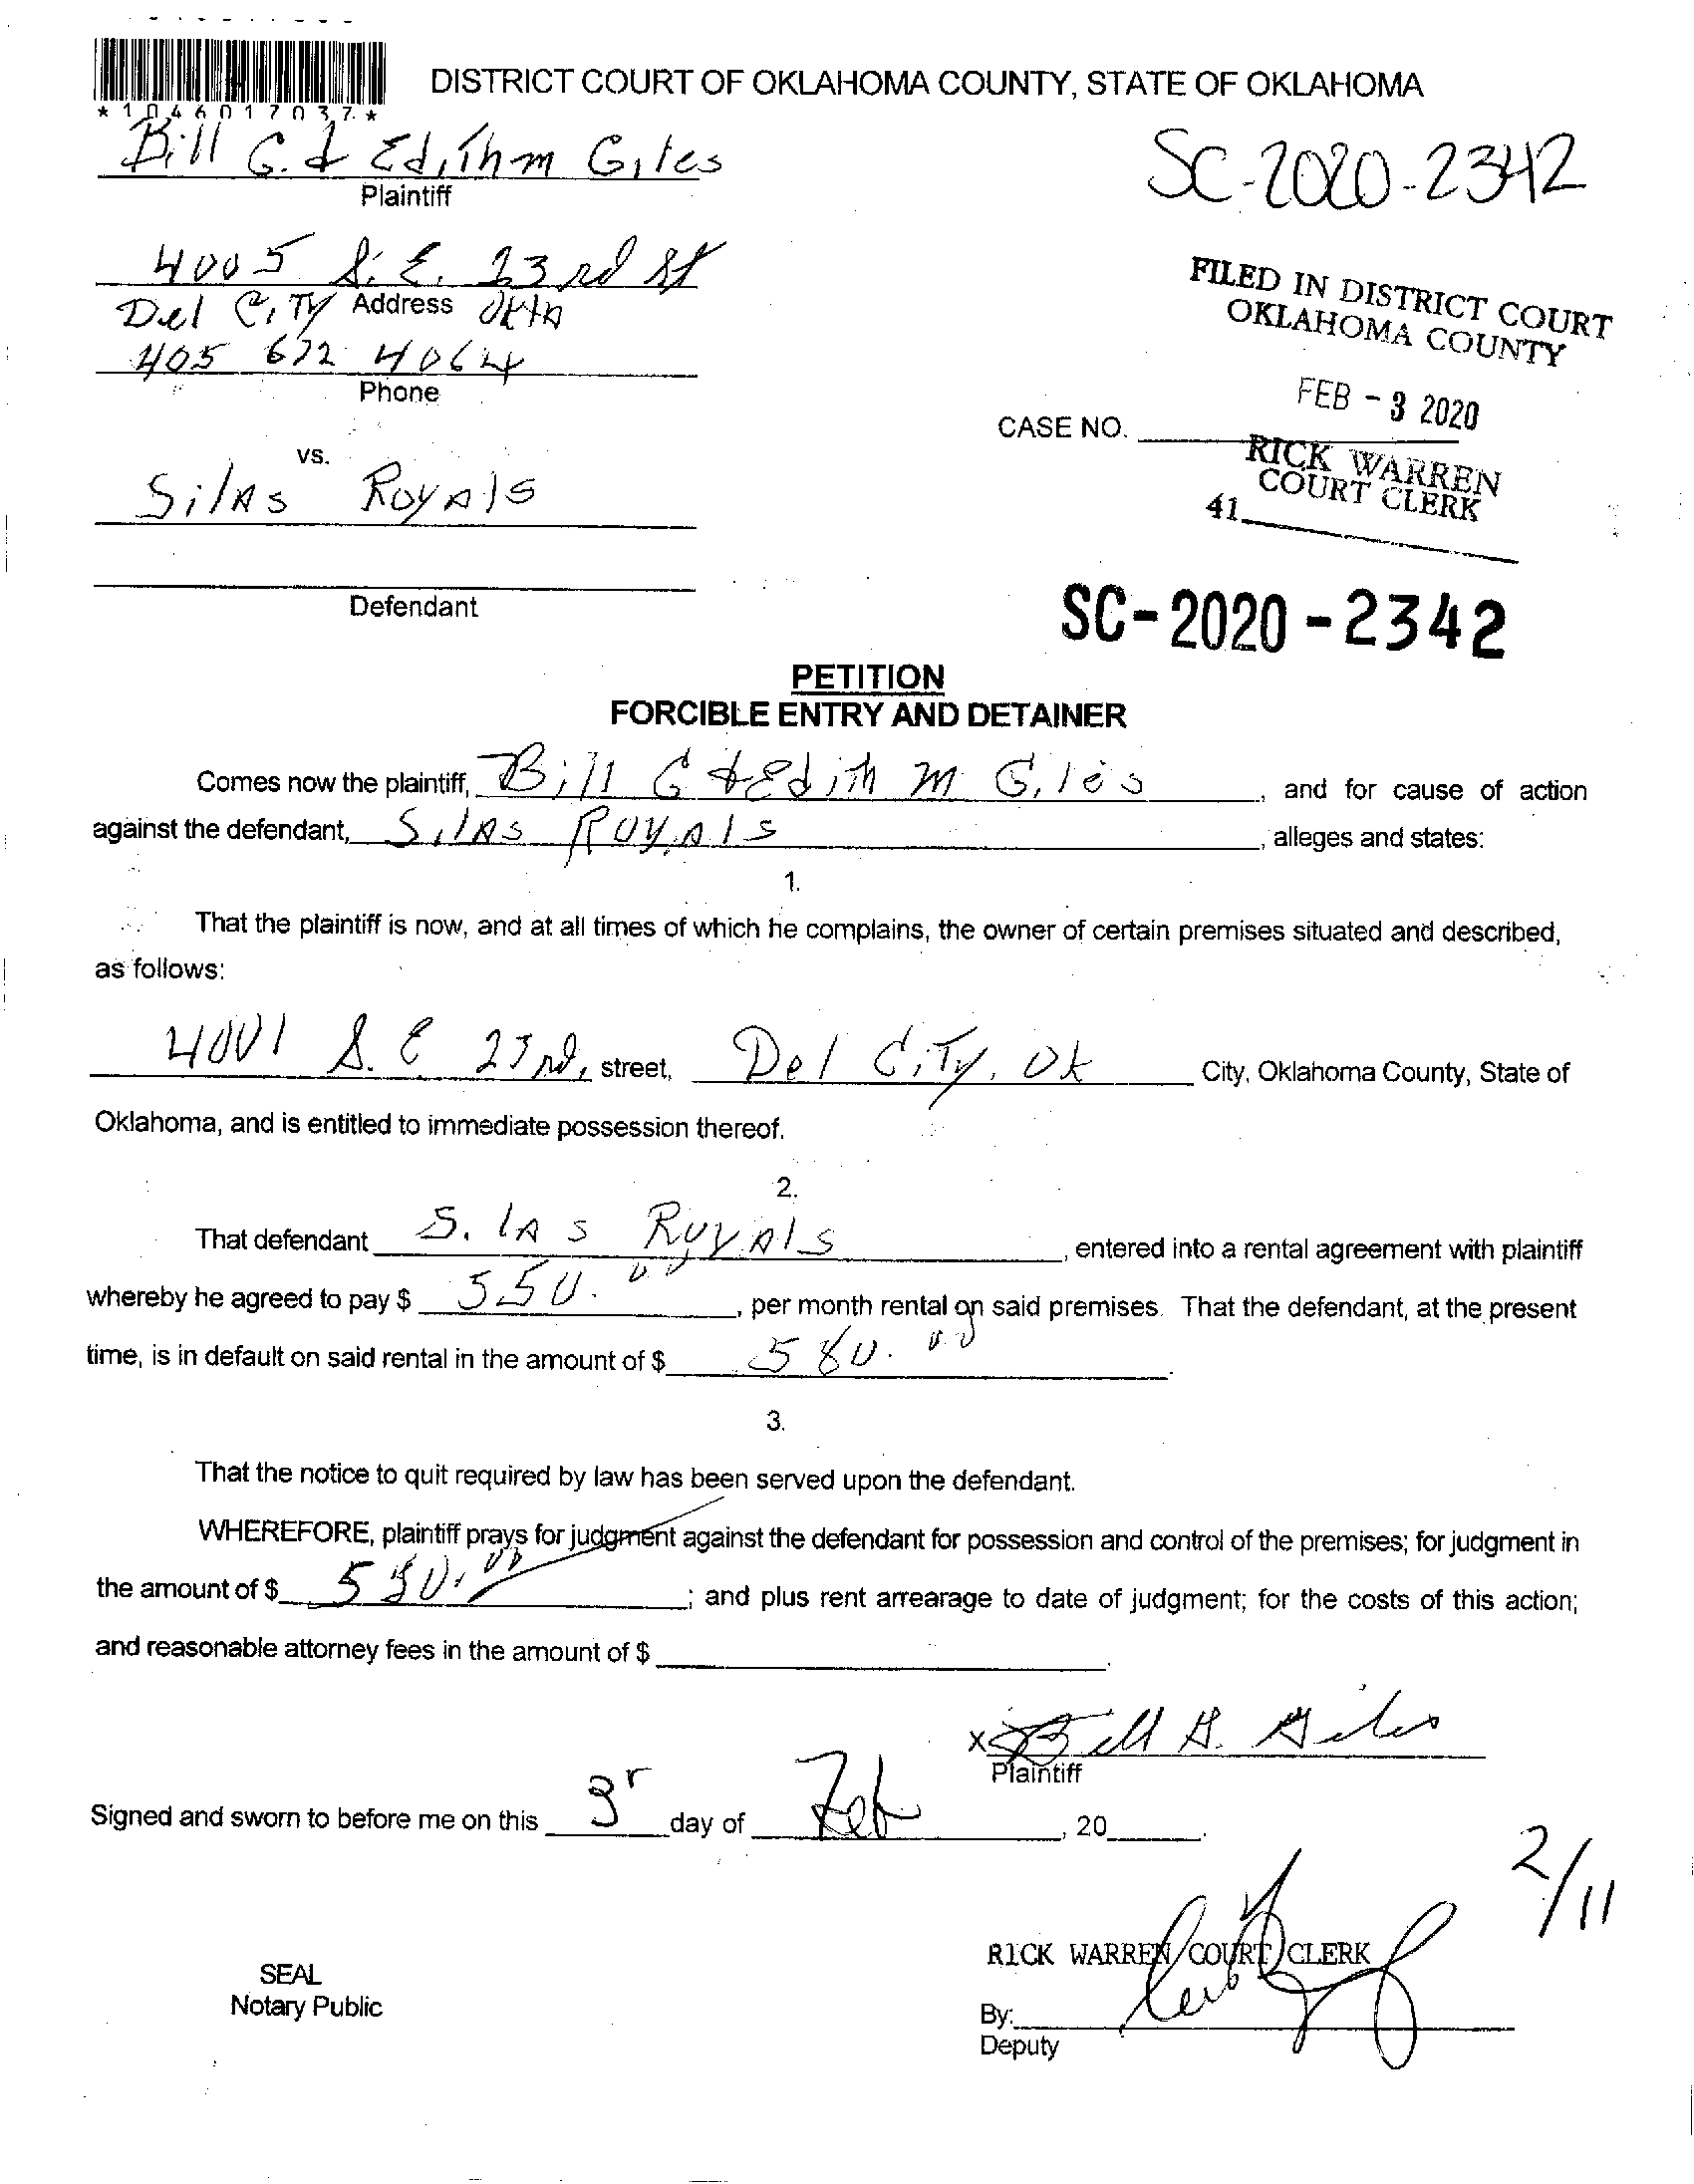 *1046017037*
DISTRICT COURT OF OKLAHOMA COUNTY, STATE OF OKLAHOMA
Bill G. & Edithm Giles
Plaintiff
SC-2020-2342
4005 S.E. 23rd St
Address
Del City Okla
405 672 4064
Phone
FILED IN DISTRICT COURT
OKLAHOMA COUNTY
FEB - 3 2020
CASE NO.
RICK WARREN
COURT CLERK
41
vs.
Silas Royals
Defendant
SC-2020-2342
PETITION
FORCIBLE ENTRY AND DETAINER
Comes now the plaintiff, Bill G & Edith M Giles, and for cause of action
against the defendant, Silas Royals, alleges and states:
1.
That the plaintiff is now, and at all times of which he complains, the owner of certain premises situated and described,
as follows:
4001 S.E 23rd, street, Del City, Ok City, Oklahoma County, State of
Oklahoma, and is entitled to immediate possession thereof.
2.
That defendant Silas Royals, entered into a rental agreement with plaintiff
whereby he agreed to pay $ 550.00, per month rental on said premises. That the defendant, at the present
time, is in default on said rental in the amount of $ 580.00.
3.
That the notice to quit required by law has been served upon the defendant.
WHEREFORE, plaintiff prays for judgment against the defendant for possession and control of the premises; for judgment in
the amount of $ 580.00; and plus rent arrearage to date of judgment; for the costs of this action;
and reasonable attorney fees in the amount of $
x Bill G. Giles
Plaintiff
Signed and sworn to before me on this 3r day of Feb, 20.
2/11
RICK WARREN COURT CLERK
SEAL
Notary Public
By:
Deputy